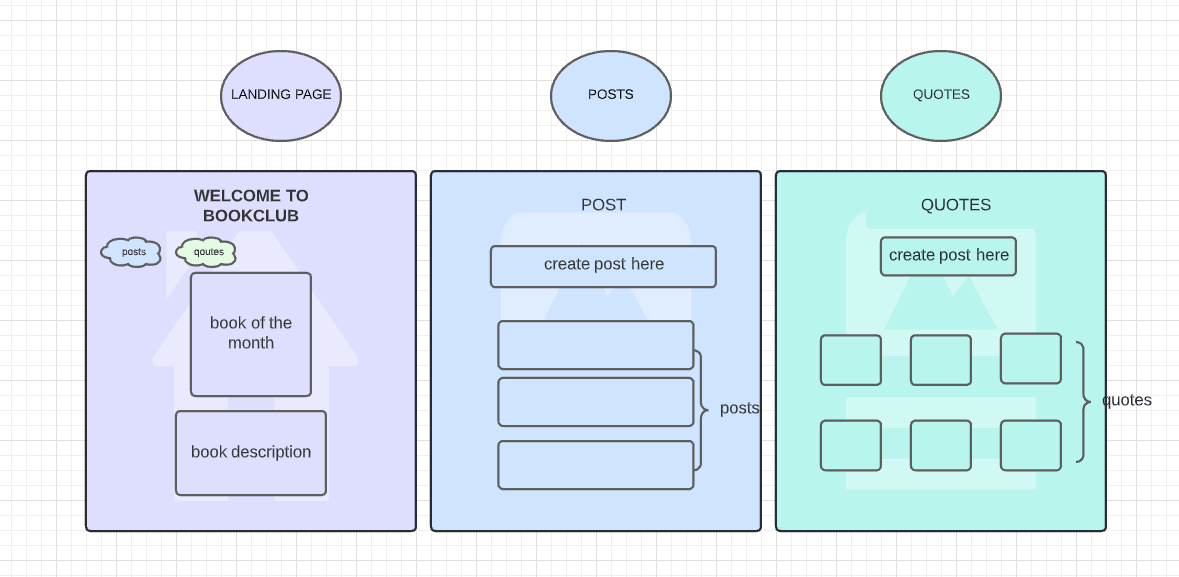 LANDING PAGE
POSTS
QUOTES
WELCOME TO
BOOKCLUB
posts
qoutes
book of the
month
book description
POST
create post here
posts
QUOTES
create post here
quotes